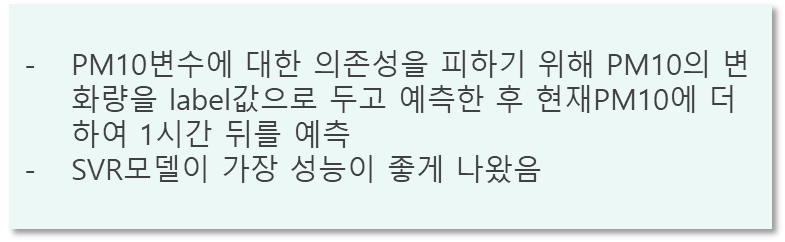 - PM10변수에 대한 의존성을 피하기 위해 PM10의 변
화량을 label값으로 두고 예측한 후 현재PM10에 더
하여 1시간 뒤를 예측
- SVR모델이 가장 성능이 좋게 나왔음